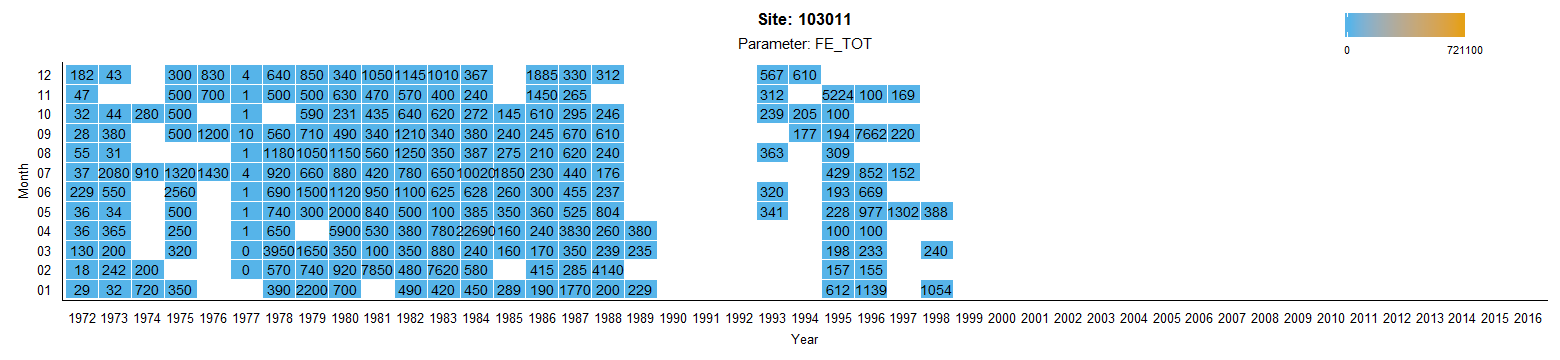 Site: 103011
Parameter: FE_TOT
0 721100
12 182 43 300 830 4 640 850 340 1050 1145 1010 367 1885 330 312 567 610
11 47 500 700 1 500 500 630 470 570 400 240 1450 265 312 5224 100 169
10 32 44 280 500 1 590 231 435 640 620 272 145 610 295 246 239 205 100
09 28 380 500 1200 10 560 710 490 340 1210 340 380 240 245 670 610 177 194 7662 220
08 55 31 1 1180 1050 1150 560 1250 350 387 275 210 620 240 363 309
07 37 2080 910 1320 1430 4 920 660 880 420 780 650 10020 1850 230 440 176 429 852 152
06 229 550 2560 1 690 1500 1120 950 1100 625 628 260 300 455 237 320 193 669
05 36 34 500 1 740 300 2000 840 500 100 385 350 360 525 804 341 228 977 1302 388
04 36 365 250 1 650 5900 530 380 780 22690 160 240 3830 260 380 100 100
03 130 200 320 0 3950 1650 350 100 350 880 240 160 170 350 239 235 198 233 240
02 18 242 200 0 570 740 920 7850 480 7620 580 415 285 4140 157 155
01 29 32 720 350 390 2200 700 490 420 450 289 190 1770 200 229 612 1139 1054
Month
1972 1973 1974 1975 1976 1977 1978 1979 1980 1981 1982 1983 1984 1985 1986 1987 1988 1989 1990 1991 1992 1993 1994 1995 1996 1997 1998 1999 2000 2001 2002 2003 2004 2005 2006 2007 2008 2009 2010 2011 2012 2013 2014 2015 2016
Year